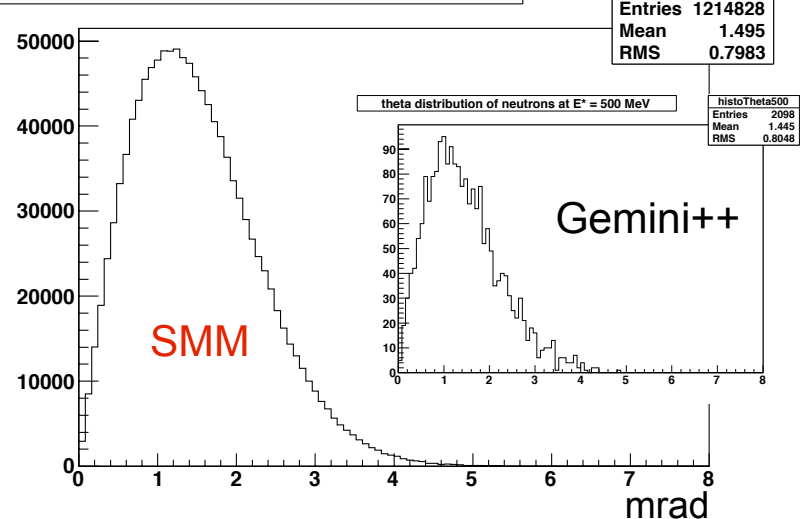 Entries 1214828
Mean 1.495
RMS 0.7983
50000
40000
30000
20000
10000
0
0 1 2 3 4 5 6 7 8
mrad
SMM
theta distribution of neutrons at E* = 500 MeV
histoTheta500
Entries 2098
Mean 1.445
RMS 0.8048
90
80
70
60
50
40
30
20
10
0
0 1 2 3 4 5 6 7 8
Gemini++